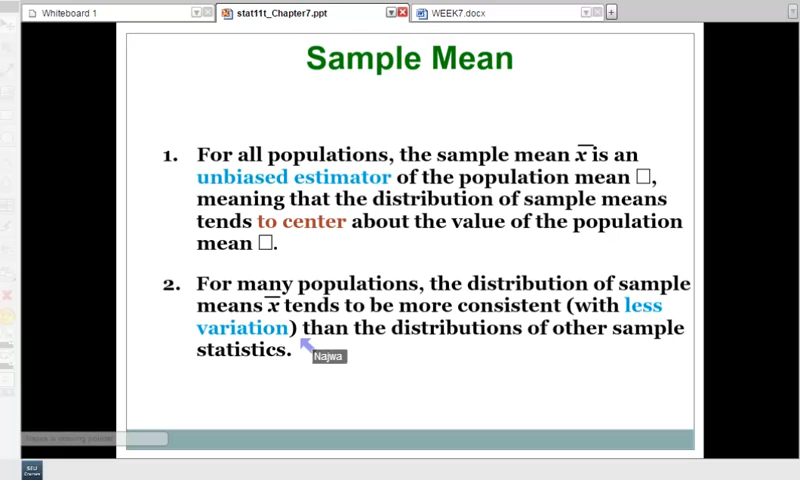 Whiteboard 1
stat11t_Chapter7.ppt
WEEK7.docx
Sample Mean
1. For all populations, the sample mean x̅ is an
unbiased estimator of the population mean □,
meaning that the distribution of sample means
tends to center about the value of the population
mean □.
2. For many populations, the distribution of sample
means x̅ tends to be more consistent (with less
variation) than the distributions of other sample
statistics.
Najwa
SEU